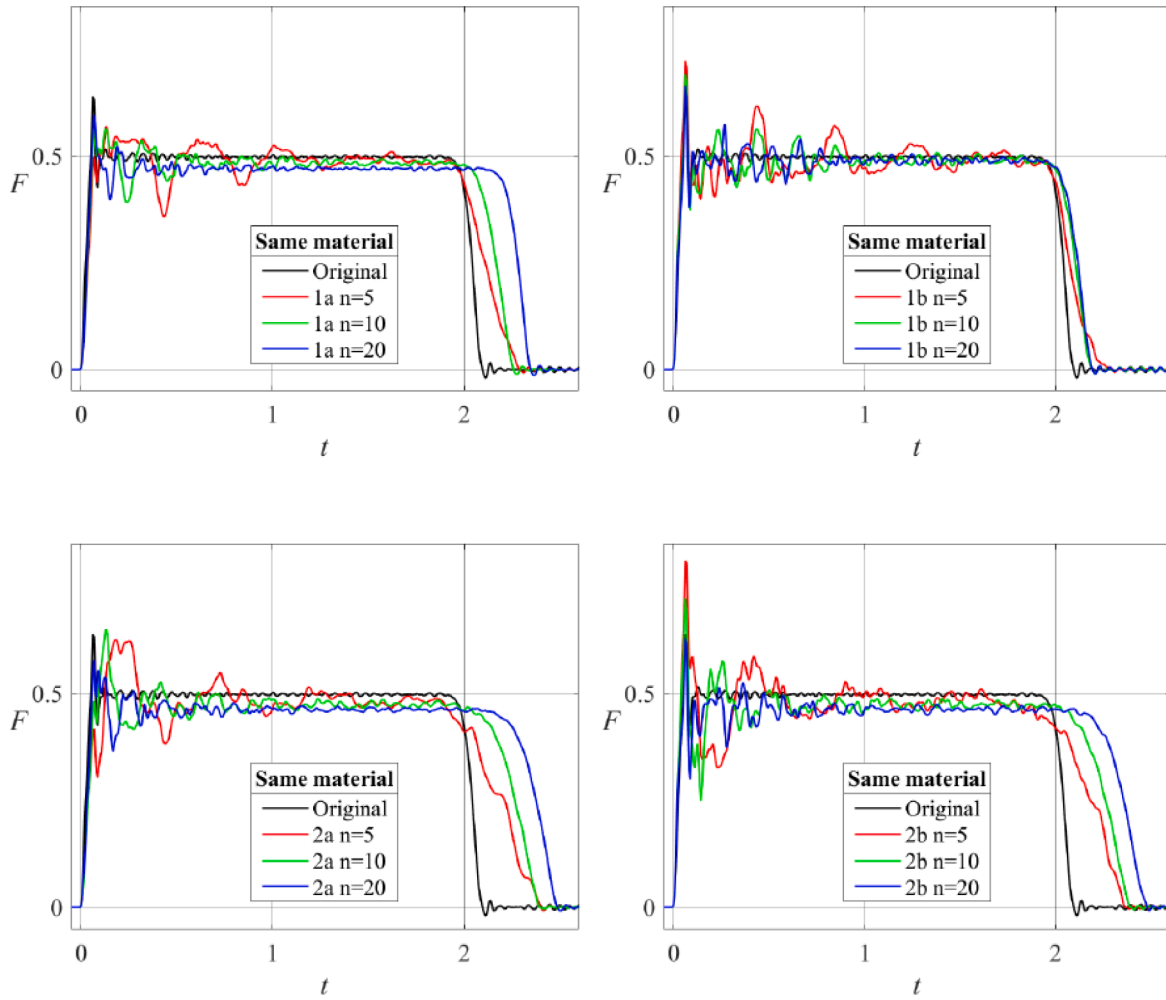 0.5
F
0
Same material
Original
1a n=5
1a n=10
1a n=20
0 1 2
t
0.5
F
0
Same material
Original
1b n=5
1b n=10
1b n=20
0 1 2
t
0.5
F
0
Same material
Original
2a n=5
2a n=10
2a n=20
0 1 2
t
0.5
F
0
Same material
Original
2b n=5
2b n=10
2b n=20
0 1 2
t